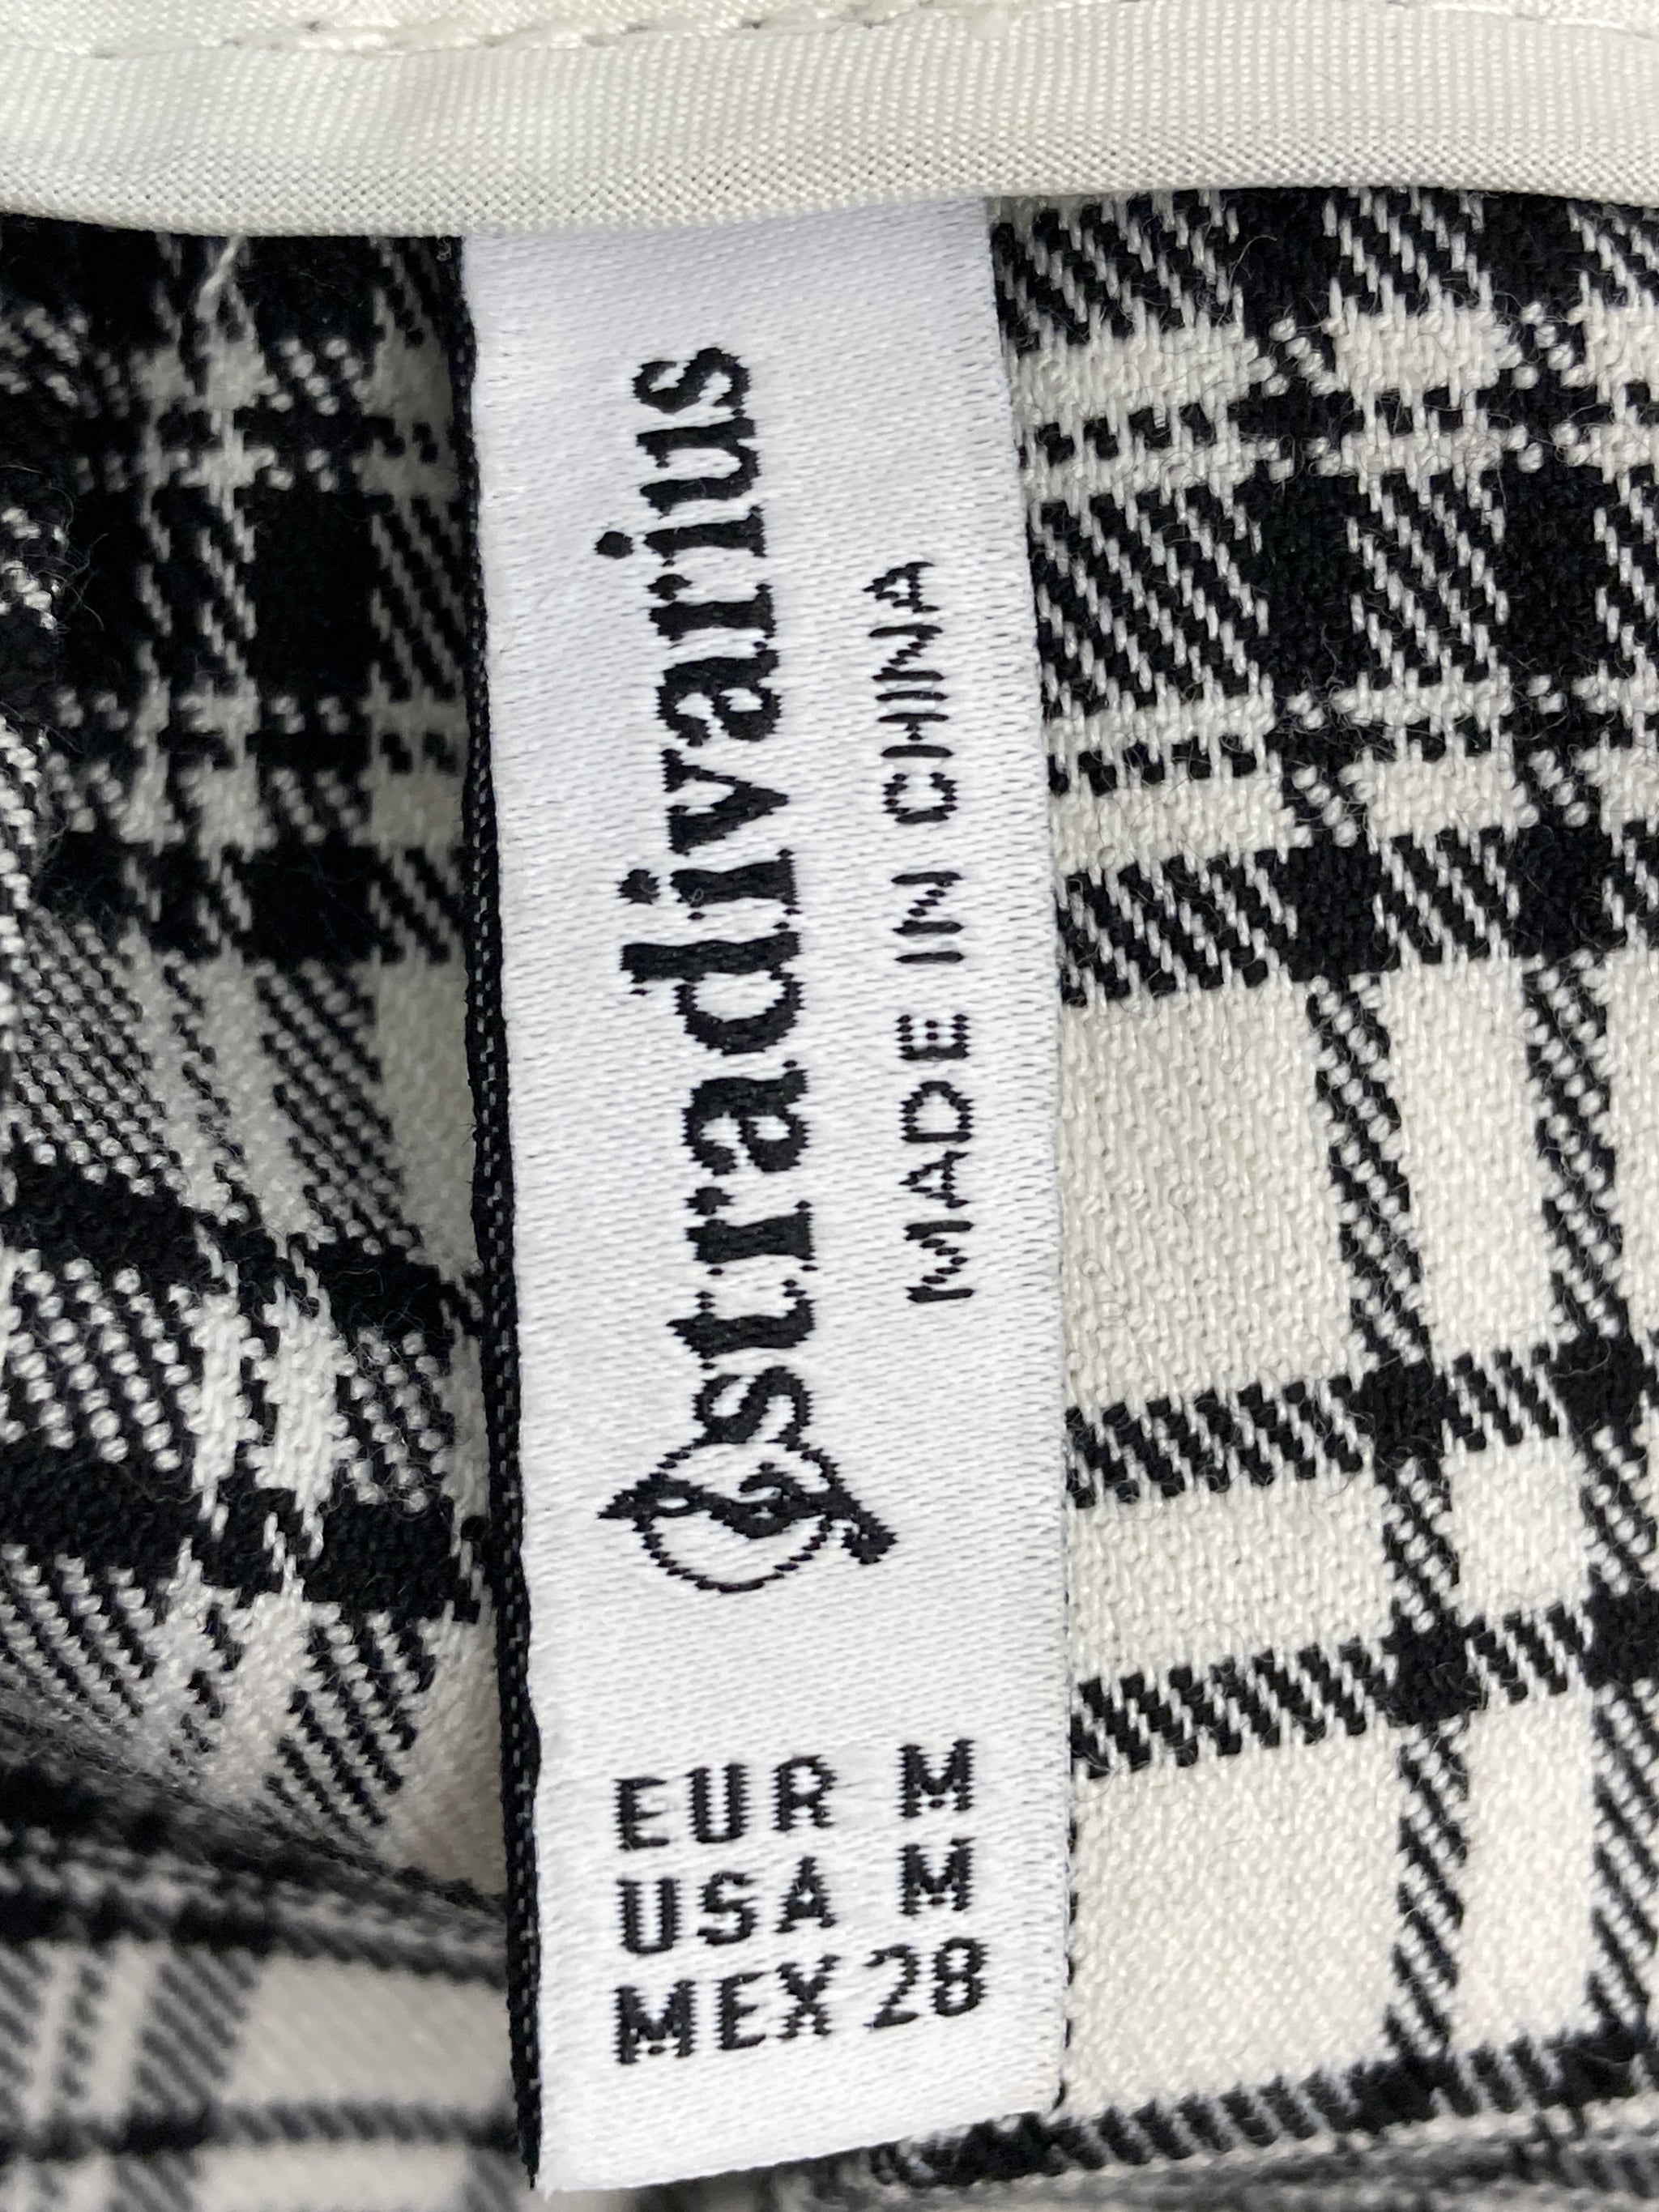 stradivarius
MADE IN CHINA
EUR M
USA M
MEX 28